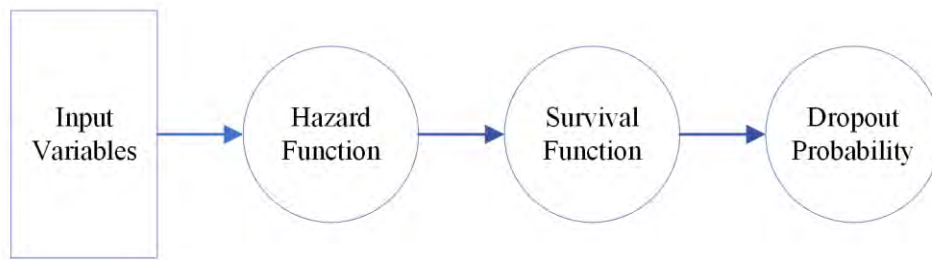 Input
Variables
Hazard
Function
Survival
Function
Dropout
Probability